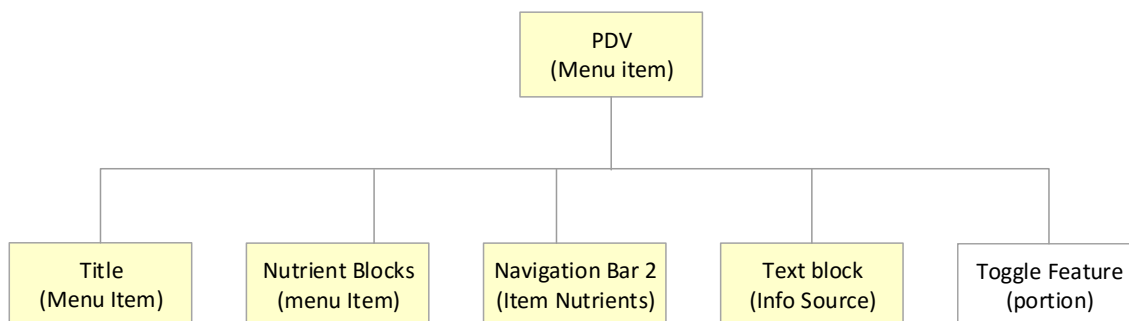 PDV
(Menu item)
Title
(Menu Item)
Nutrient Blocks
(menu Item)
Navigation Bar 2
(Item Nutrients)
Text block
(Info Source)
Toggle Feature
(portion)